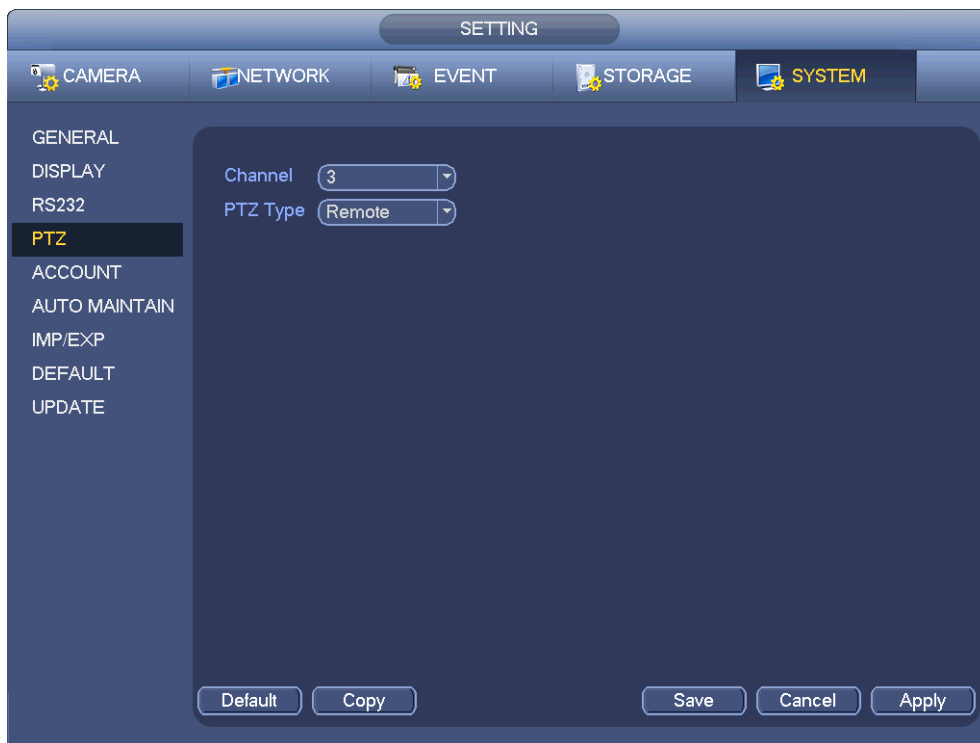 SETTING
CAMERA NETWORK EVENT STORAGE SYSTEM
GENERAL
DISPLAY
RS232
PTZ
ACCOUNT
AUTO MAINTAIN
IMP/EXP
DEFAULT
UPDATE
Channel 3
PTZ Type Remote
Default Copy Save Cancel Apply